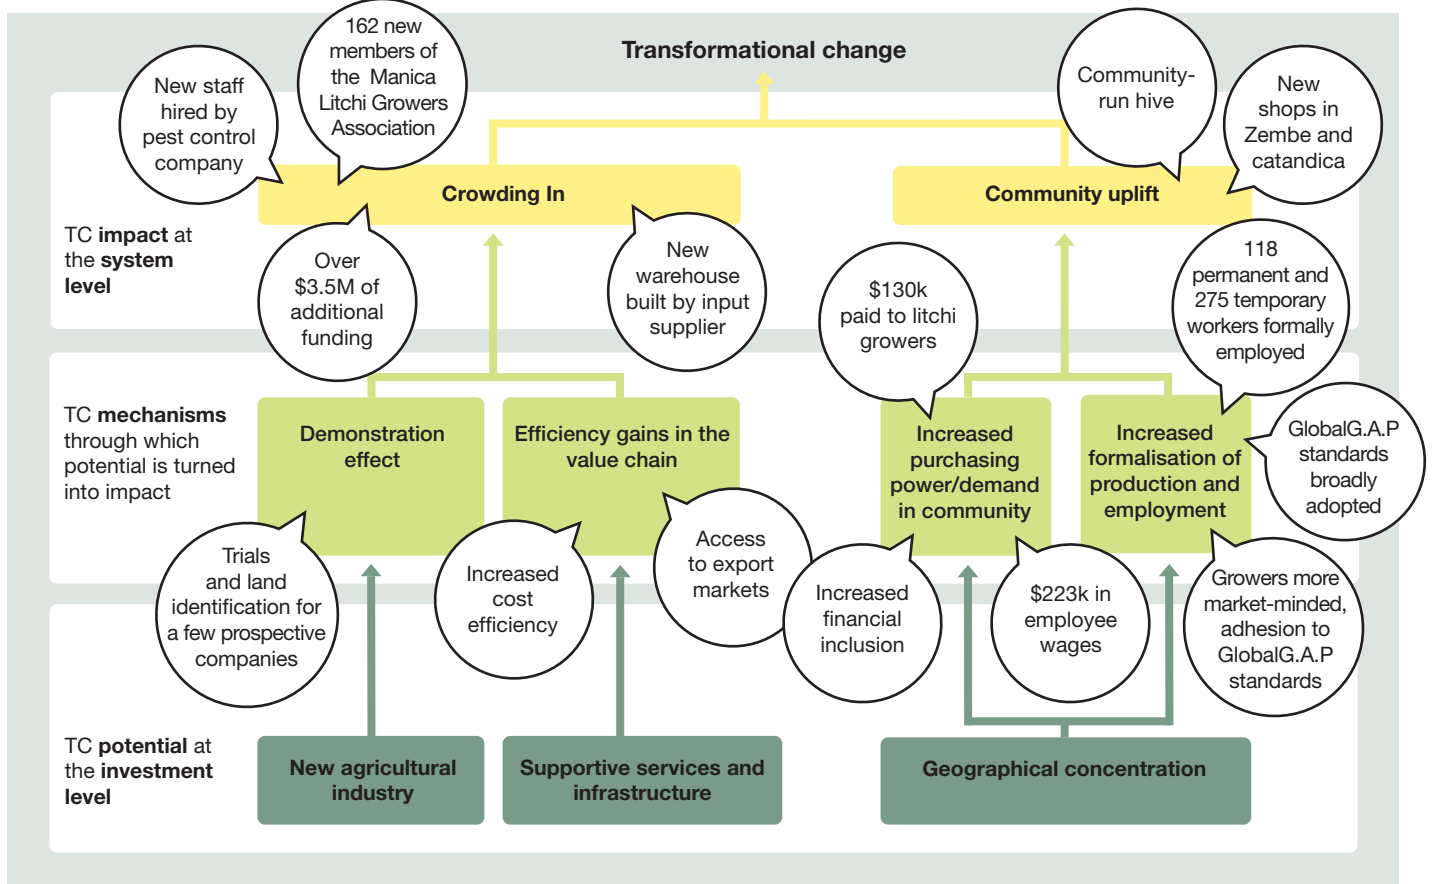 Transformational change
New staff
hired by
pest control
company
162 new
members of
the Manica
Litchi Growers
Association
Community-
run hive
New
shops in
Zembe and
catandica
TC impact at
the system
level
Crowding In
Community uplift
Over
$3.5M of
additional
funding
New
warehouse
built by input
supplier
$130k
paid to litchi
growers
118
permanent and
275 temporary
workers formally
employed
TC mechanisms
through which
potential is turned
into impact
Demonstration
effect
Efficiency gains in the
value chain
Increased
purchasing
power/demand
in community
Increased
formalisation of
production and
employment
GlobalG.A.P
standards
broadly
adopted
Trials
and land
identification for
a few prospective
companies
Increased
cost
efficiency
Access
to export
markets
Increased
financial
inclusion
$223k in
employee
wages
Growers more
market-minded,
adhesion to
GlobalG.A.P
standards
TC potential at
the investment
level
New agricultural
industry
Supportive services and
infrastructure
Geographical concentration